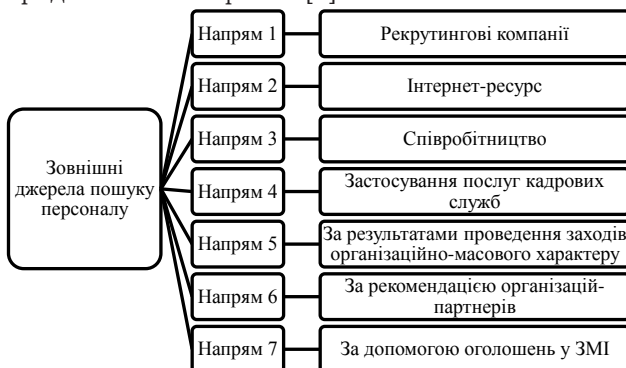 Напрям 1
Рекрутингові компанії
Напрям 2
Інтернет-ресурс
Напрям 3
Співробітництво
Зовнішні
джерела пошуку
персоналу
Напрям 4
Застосування послуг кадрових
служб
Напрям 5
За результатами проведення заходів
організаційно-масового характеру
Напрям 6
За рекомендацією організацій-
партнерів
Напрям 7
За допомогою оголошень у ЗМІ